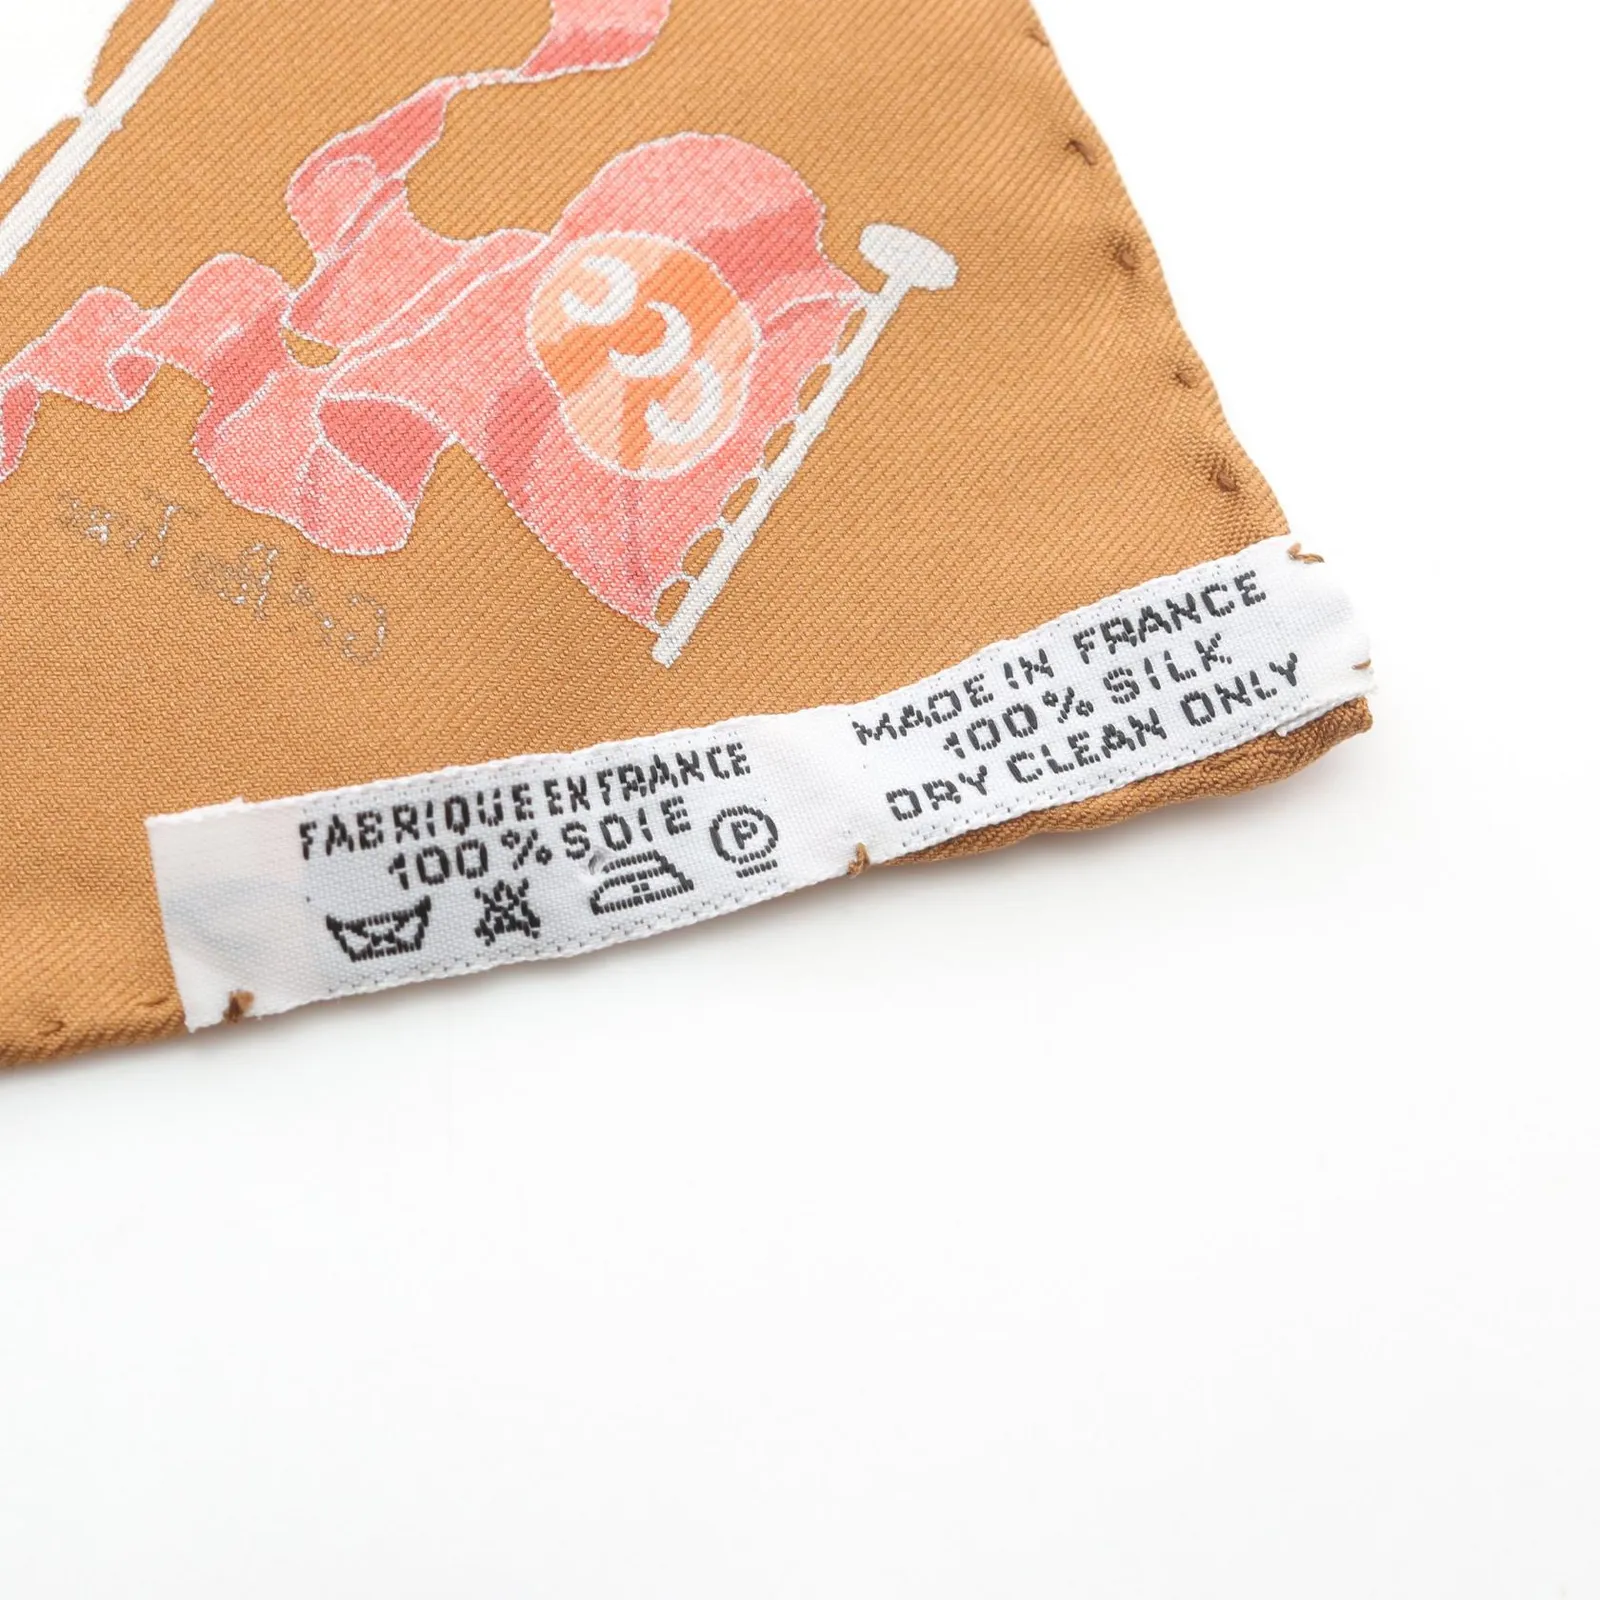 FABRIQUE EN FRANCE
100 % SOIE
MADE IN FRANCE
100% SILK
DRY CLEAN ONLY
P